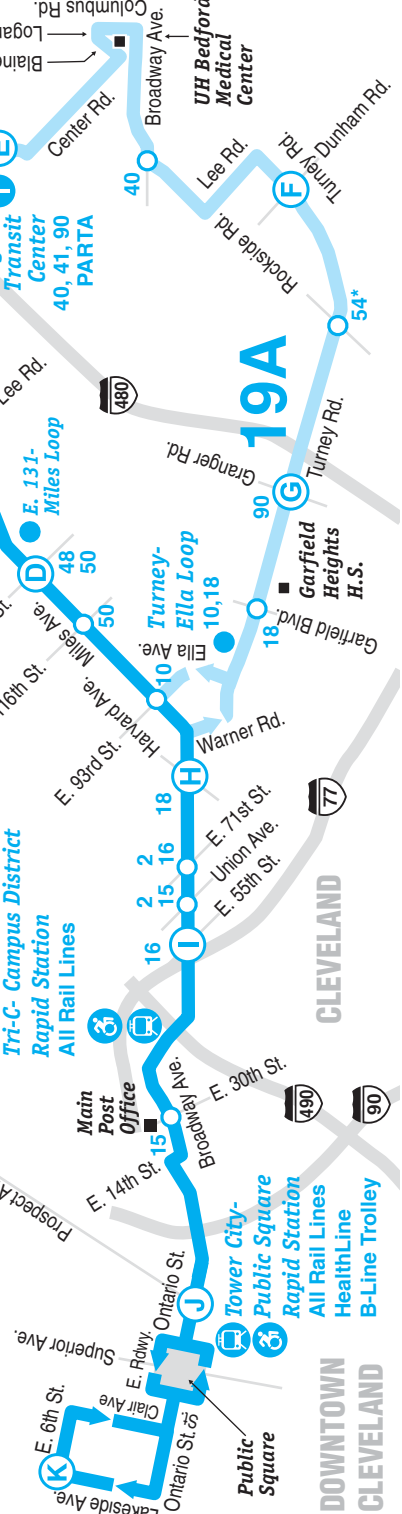 Columbus Rd.
Logan
Blaine
Broadway Ave.
UH Bedford
Medical
Center
Center Rd.
E
T
40
Lee Rd.
Turney Rd.
Dunham Rd.
F
Rockside Rd.
Transit
Center
40, 41, 90
PARTA
54*
Lee Rd.
480
19A
Granger Rd.
Turney Rd.
E. 131-
Miles Loop
90
G
D
48
50
Turney-
Ella Loop
10,18
Garfield
Heights
H.S.
Miles Ave.
50
18
Garfield Blvd.
Ella Ave.
16th St.
Harvard Ave.
10
E. 93rd St.
Warner Rd.
H
18
77
Tri-C- Campus District
Rapid Station
All Rail Lines
2
16
E. 71st St.
Union Ave.
2
15
E. 55th St.
16
I
CLEVELAND
Main
Post
Office
15
Broadway Ave.
E. 30th St.
490
90
E. 14th St.
Prospect A
Tower City-
Public Square
Rapid Station
All Rail Lines
HealthLine
B-Line Trolley
J
Ontario St.
Superior Ave.
E. Rdwy.
E. 6th St.
Clair Ave
St.
K
Lakeside Ave.
Ontario St.
Public
Square
DOWNTOWN
CLEVELAND